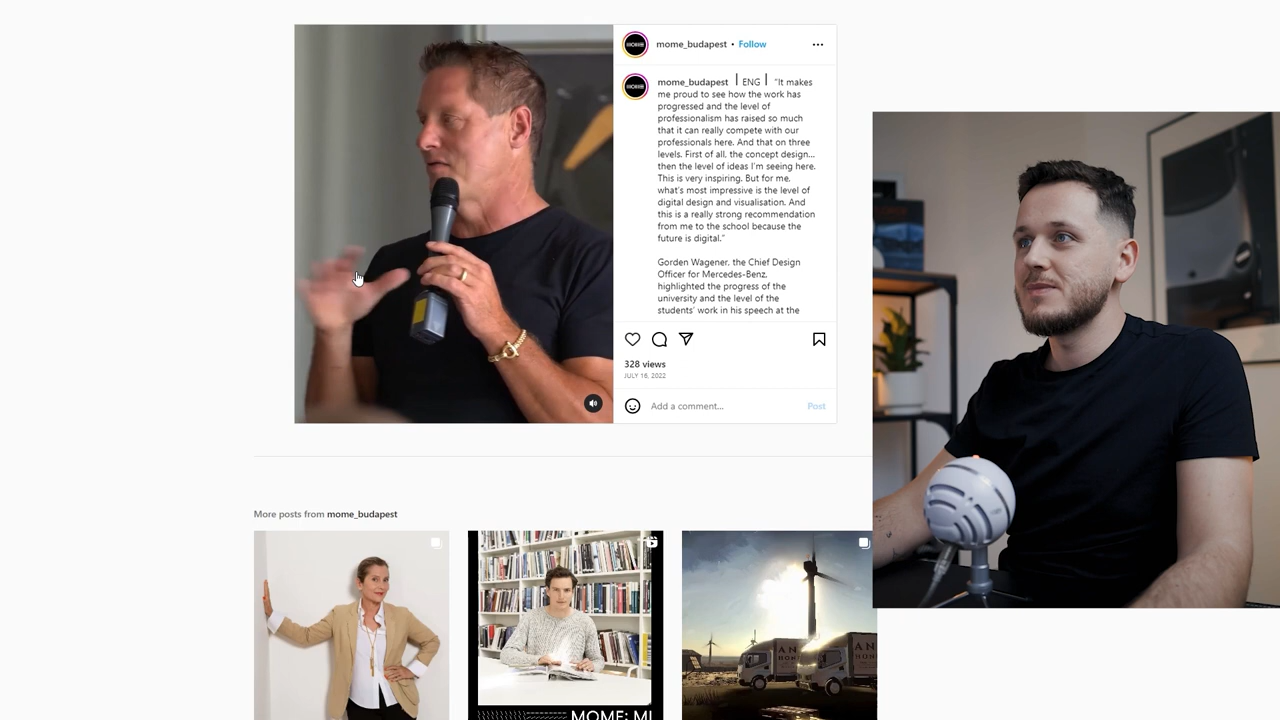 mome_budapest • Follow
mome_budapest | ENG | "It makes
me proud to see how the work has
progressed and the level of
professionalism has raised so much
that it can really compete with our
professionals here. And that on three
levels. First of all, the concept design...
then the level of ideas I'm seeing here.
This is very inspiring. But for me,
what's most impressive is the level of
digital design and visualisation. And
this is a really strong recommendation
from me to the school because the
future is digital."
Gorden Wagener, the Chief Design
Officer for Mercedes-Benz,
highlighted the progress of the
university and the level of the
students' work in his speech at the
328 views
JULY 16, 2022
Add a comment... Post
More posts from mome_budapest
MOME: MI